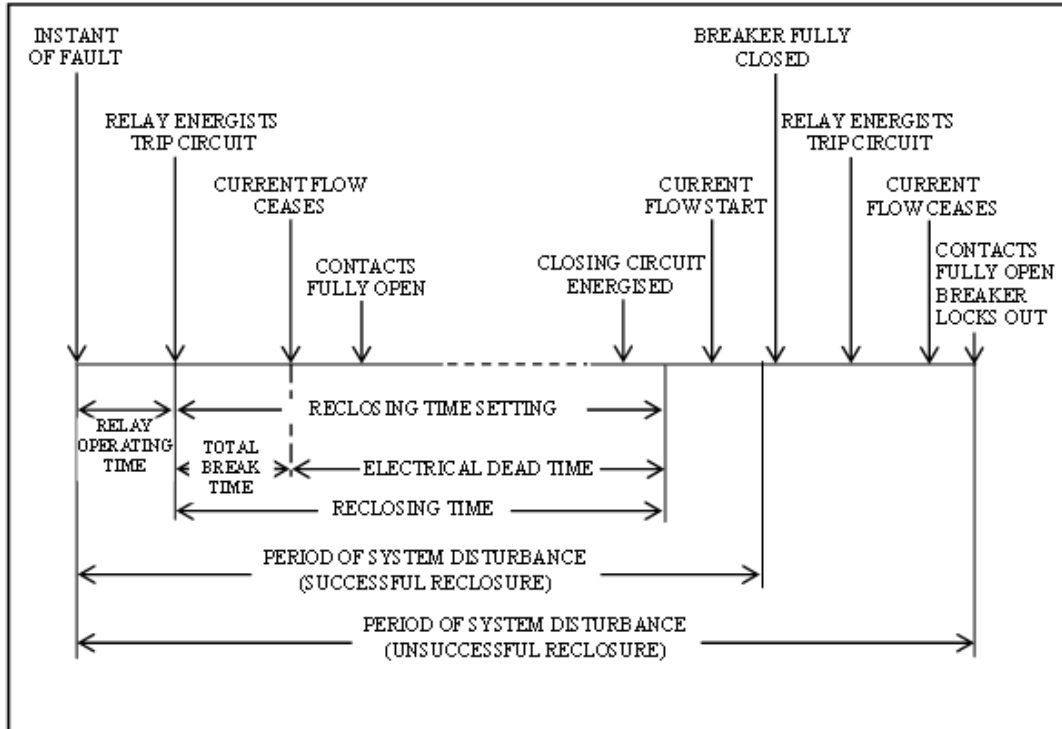 INSTANT
OF FAULT
BREAKER FULLY
CLOSED
RELAY ENERGISTS
TRIP CIRCUIT
RELAY ENERGISTS
TRIP CIRCUIT
CURRENT FLOW
CEASES
CURRENT
FLOW START
CURRENT
FLOW CEASES
CONTACTS
FULLY OPEN
CLOSING CIRCUIT
ENERGISED
CONTACTS
FULLY OPEN
BREAKER
LOCKS OUT
RECLOSING TIME SETTING
RELAY
OPERATING
TIME
TOTAL
BREAK
TIME
ELECTRICAL DEAD TIME
RECLOSING TIME
PERIOD OF SYSTEM DISTURBANCE
(SUCCESSFUL RECLOSURE)
PERIOD OF SYSTEM DISTURBANCE
(UNSUCCESSFUL RECLOSURE)